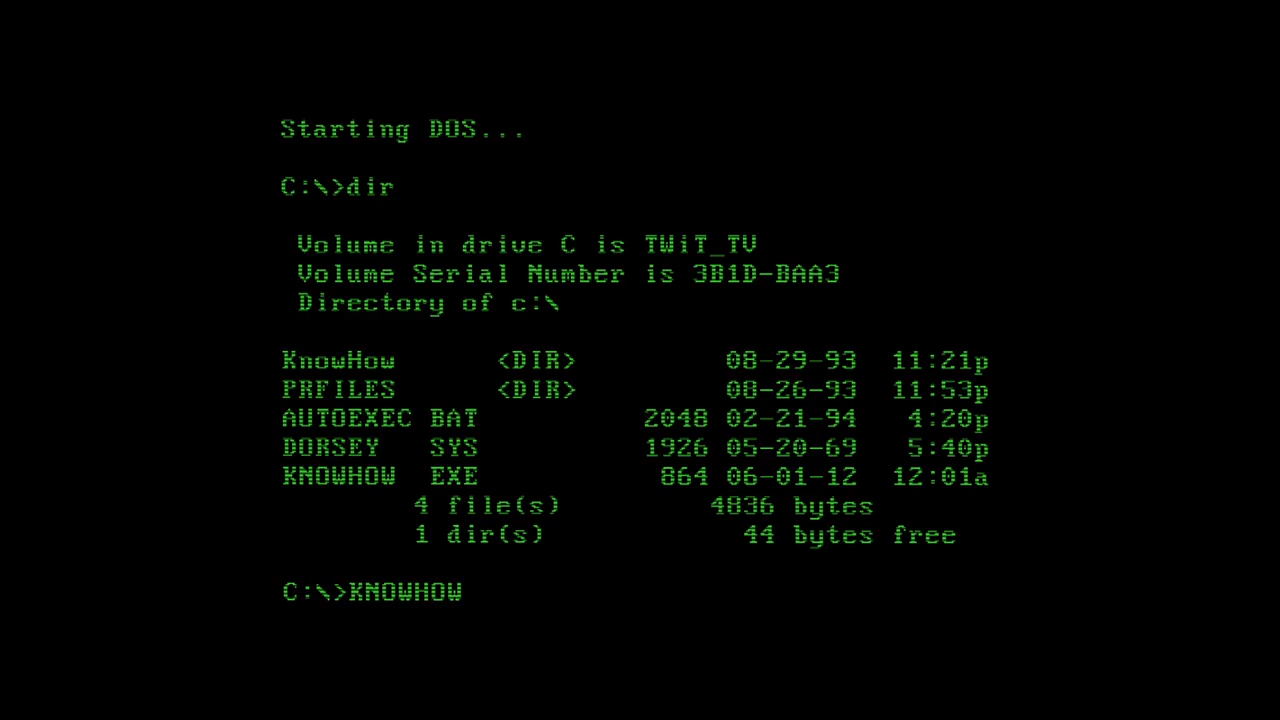 Starting DOS...
C:\>dir
Volume in drive C is TWiT_TV
Volume Serial Number is 3B1D-BAA3
Directory of c:\
KnowHow <DIR> 08-29-93 11:21p
PRFILES <DIR> 08-26-93 11:53p
AUTOEXEC BAT 2048 02-21-94 4:20p
DORSEY SYS 1926 05-20-69 5:40p
KNOWHOW EXE 864 06-01-12 12:01a
4 file(s) 4836 bytes
1 dir(s) 44 bytes free
C:\>KNOWHOW